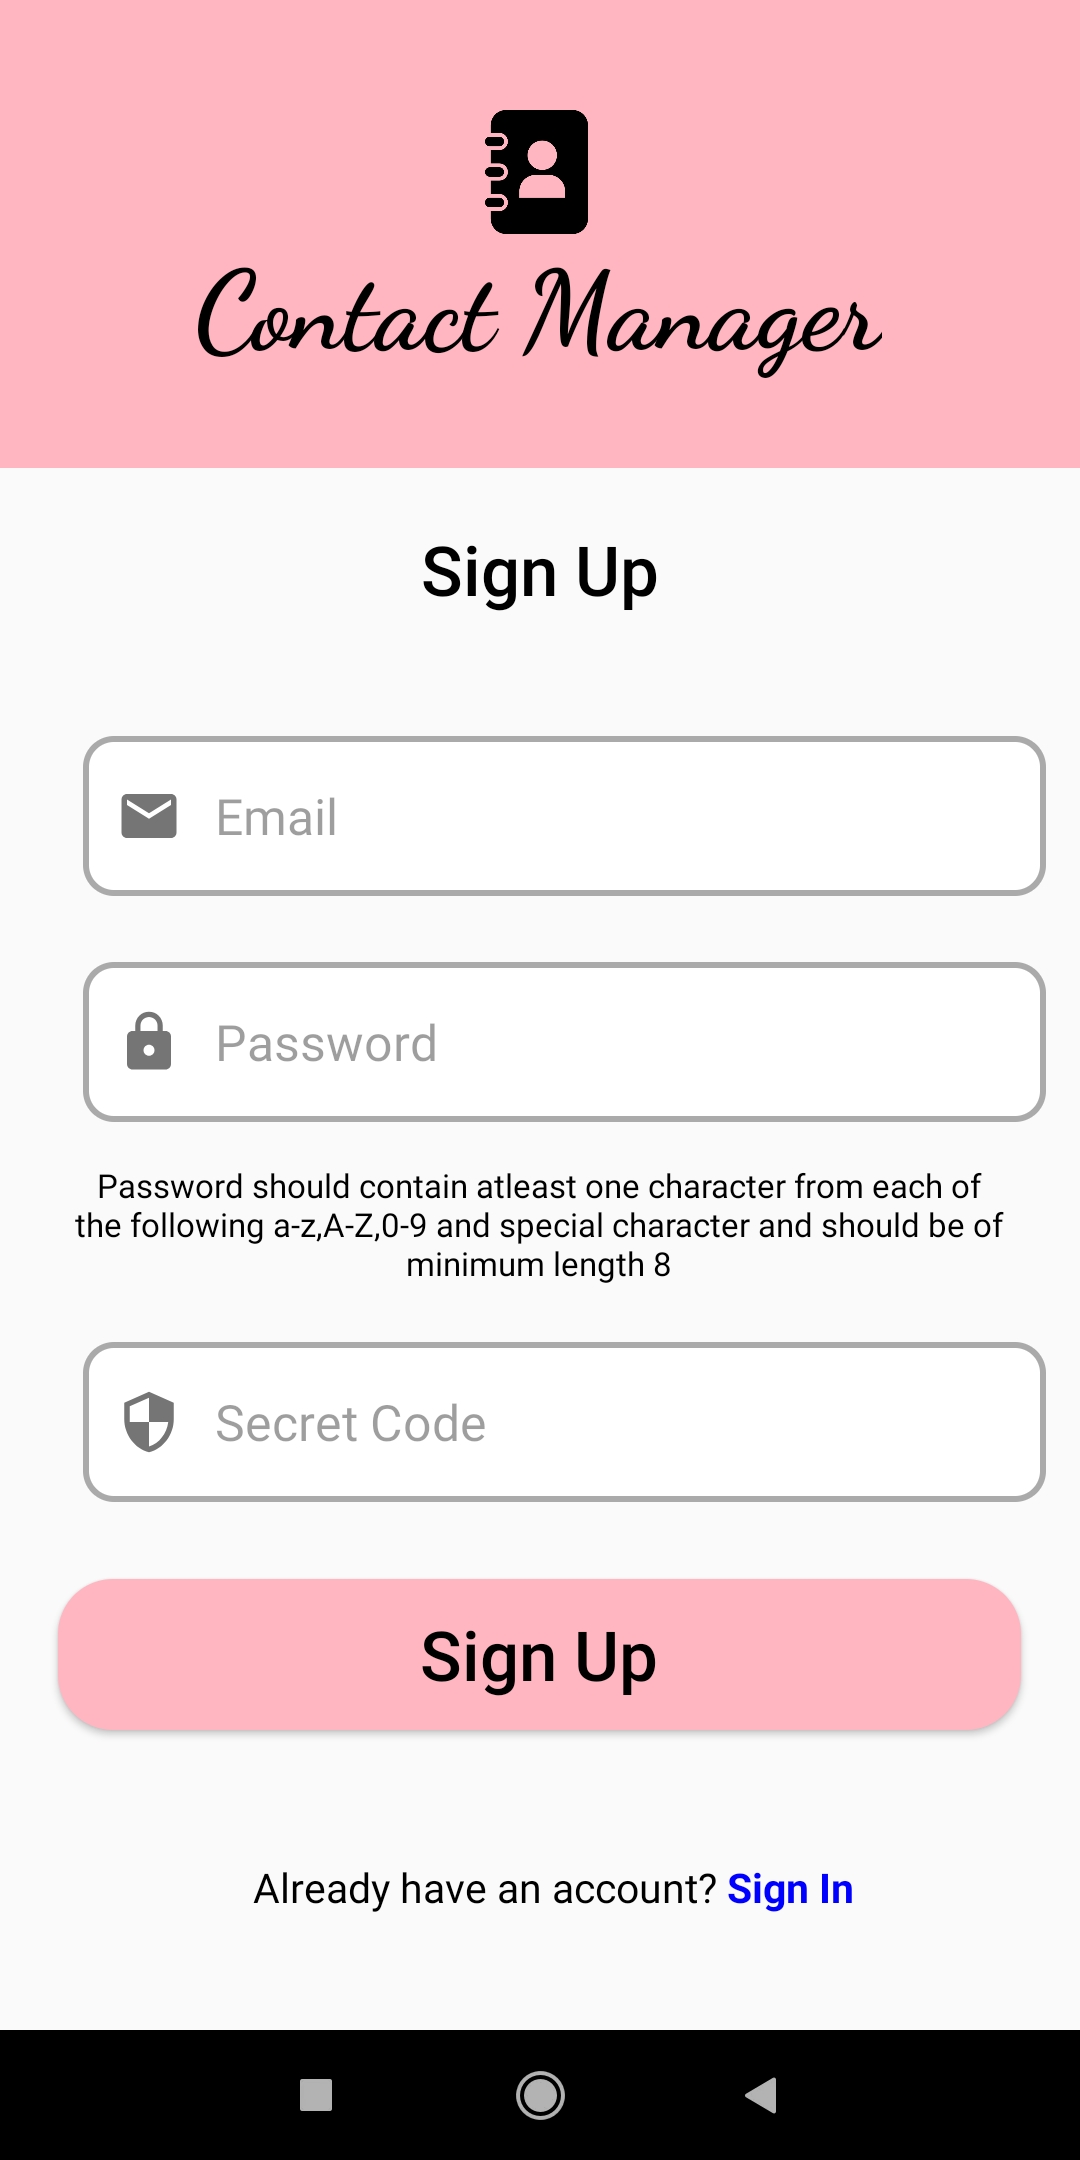 Contact Manager
Sign Up
Email
Password
Password should contain atleast one character from each of
the following a-z,A-Z,0-9 and special character and should be of
minimum length 8
Secret Code
Sign Up
Already have an account? Sign In